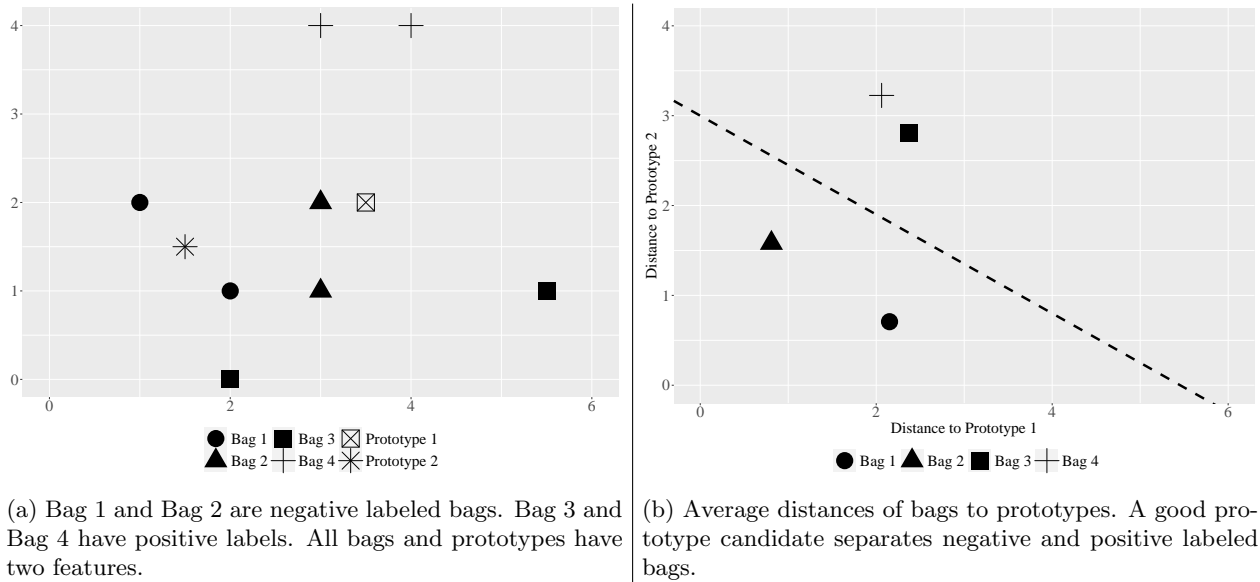 4
3
2
1
0
0
2
4
6
Bag 1 Bag 3 Prototype 1
Bag 2 Bag 4 Prototype 2
(a) Bag 1 and Bag 2 are negative labeled bags. Bag 3 and
Bag 4 have positive labels. All bags and prototypes have
two features.
4
3
2
1
0
Distance to Prototype 2
0
2
4
6
Distance to Prototype 1
Bag 1 Bag 2 Bag 3 Bag 4
(b) Average distances of bags to prototypes. A good pro-
totype candidate separates negative and positive labeled
bags.